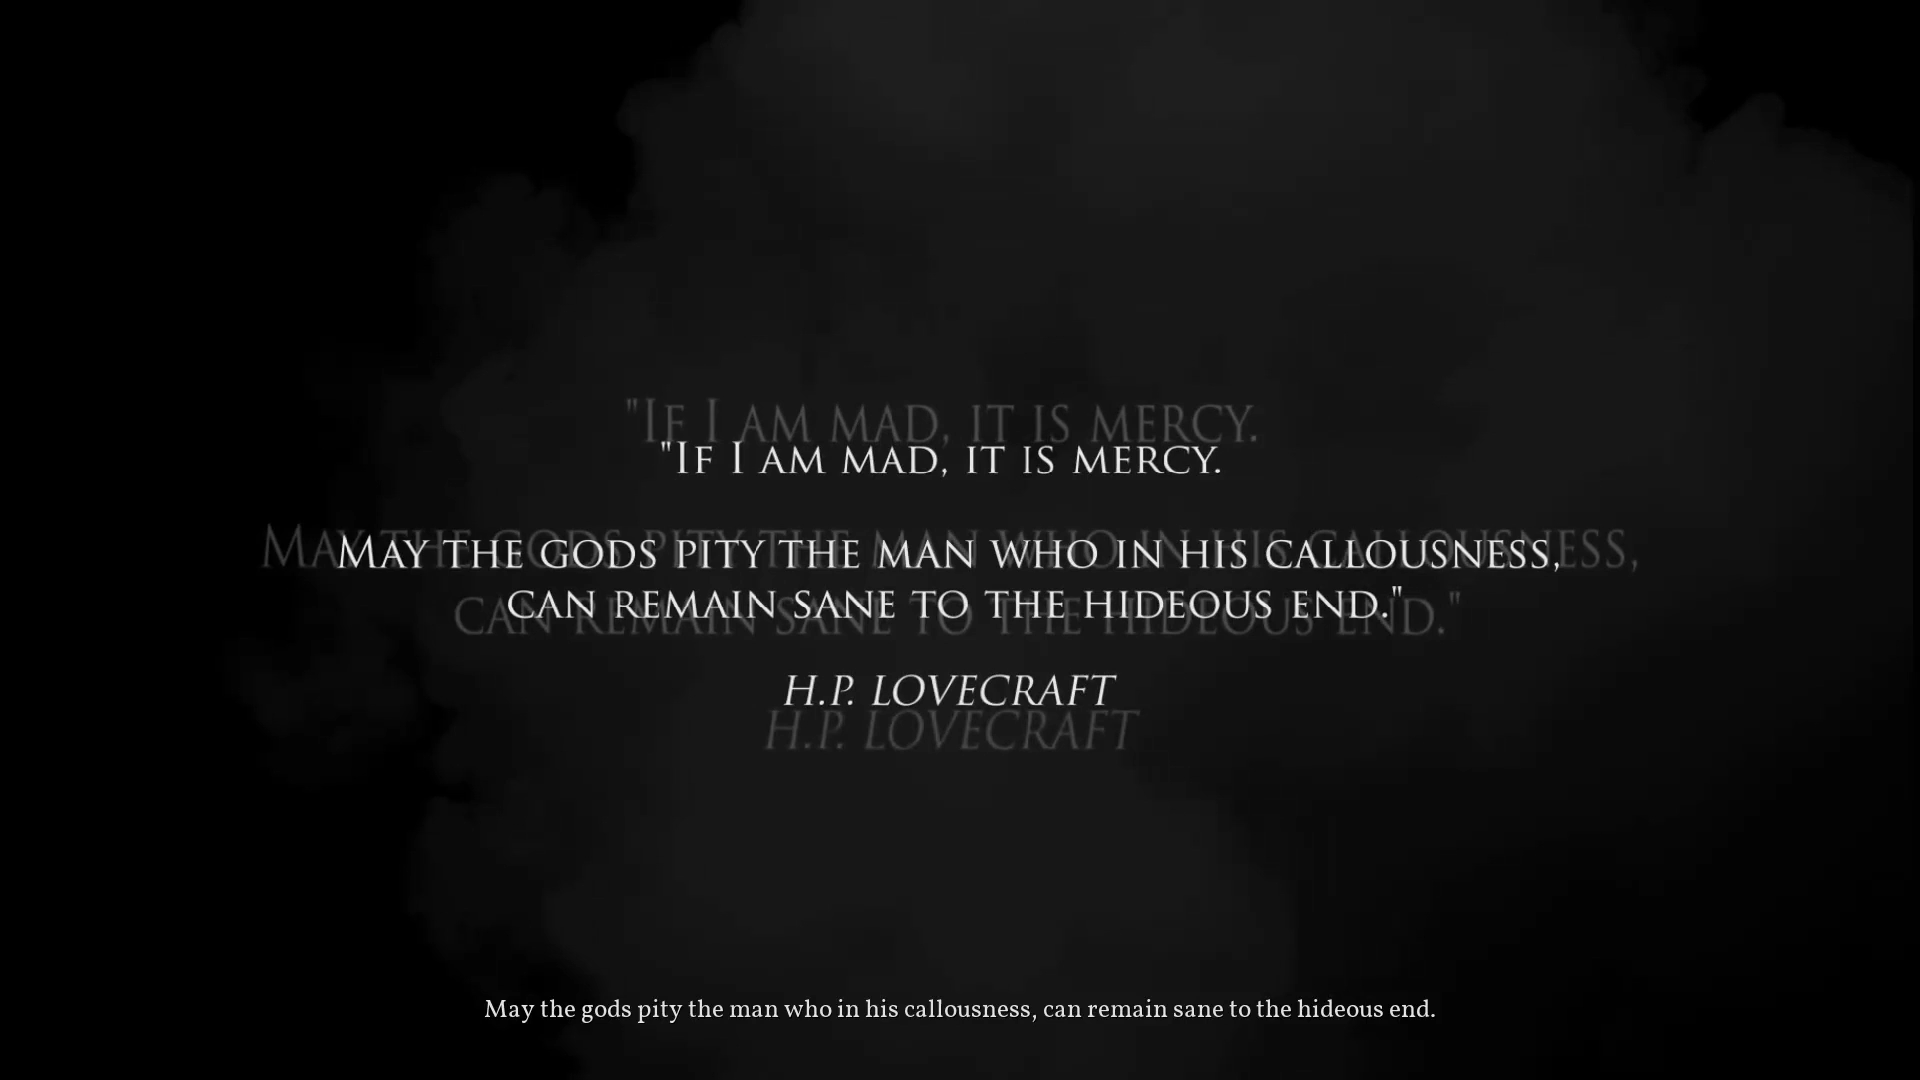 "If I am mad, it is mercy.
May the gods pity the man who in his callousness,
can remain sane to the hideous end."
H.P. LOVECRAFT
May the gods pity the man who in his callousness, can remain sane to the hideous end.